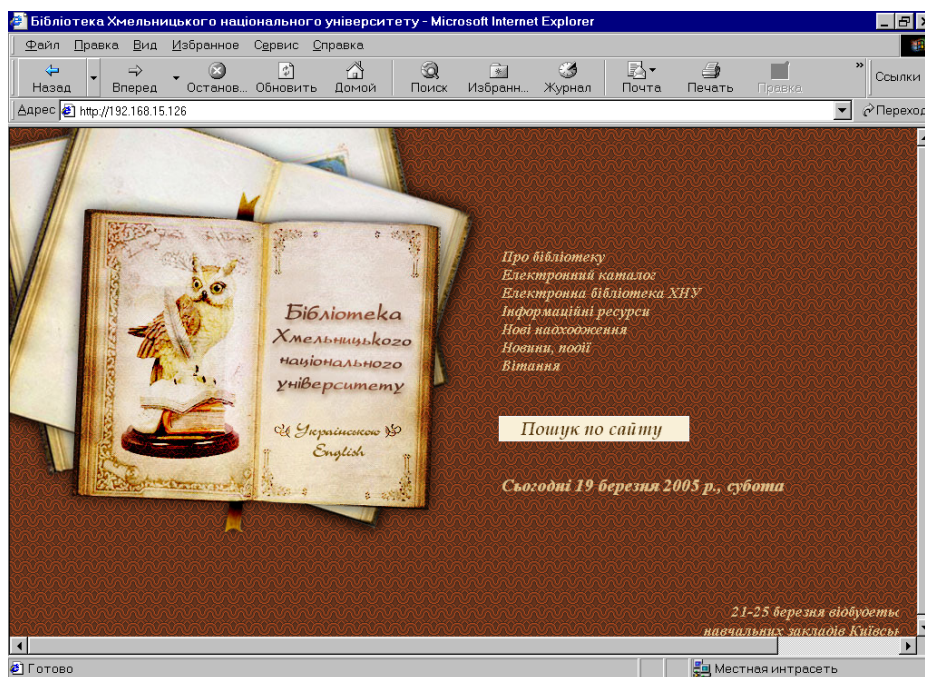 Бібліотека Хмельницького національного університету - Microsoft Internet Explorer
Файл Правка Вид Избранное Сервис Справка
Назад Вперед Останов... Обновить Домой Поиск Избранн... Журнал Почта Печать Правка » Ссылки
Адрес http://192.168.15.126 Переход
Про бібліотеку
Електронний каталог
Електронна бібліотека ХНУ
Інформаційні ресурси
Нові надходження
Новини, події
Вітання
Бібліотека
Хмельницького
національного
університету
Українською
English
Пошук по сайту
Сьогодні 19 березня 2005 р., субота
21-25 березня відбудетьс
навчальних закладів Київсь
Готово Местная интрасеть